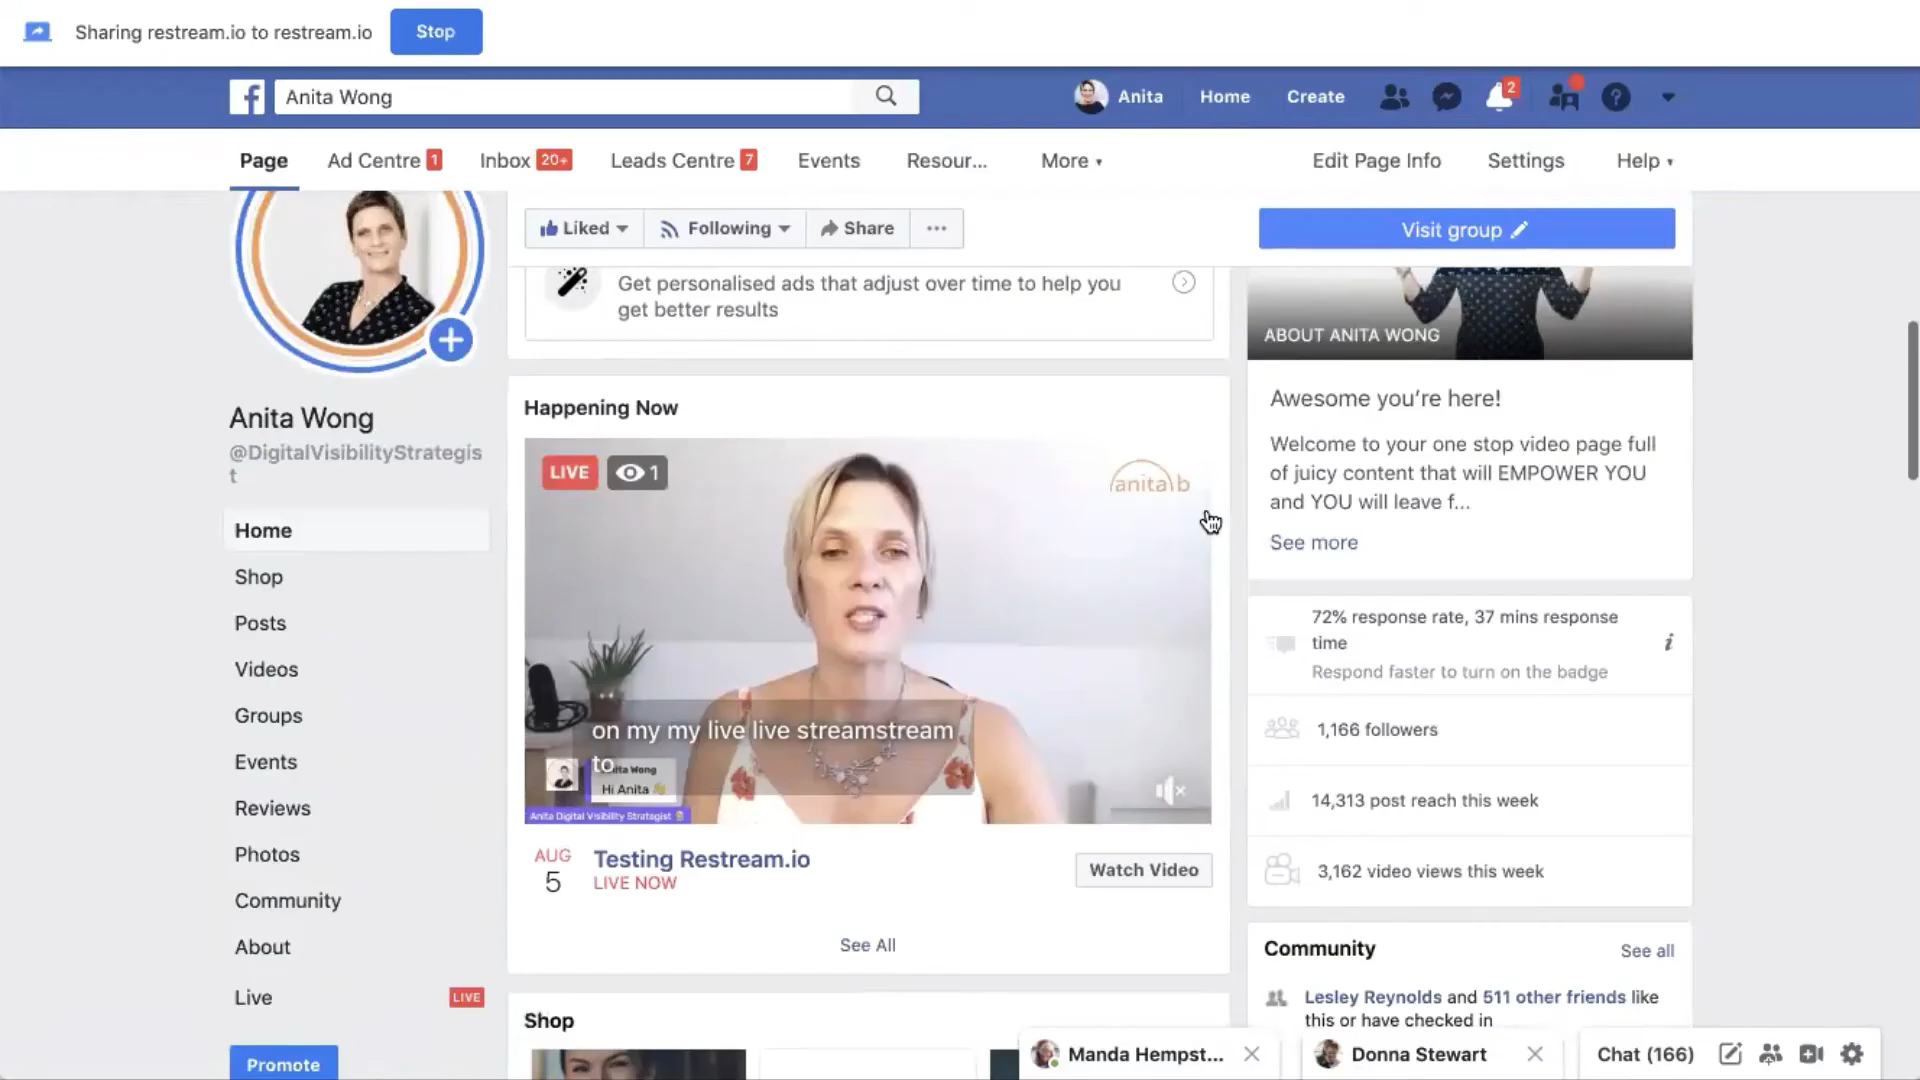 Sharing restream.io to restream.io
Stop
Anita Wong
Anita
Home
Create
2
Page
Ad Centre 1
Inbox 20+
Leads Centre 7
Events
Resour...
More
Edit Page Info
Settings
Help
Liked
Following
Share
Visit group
Get personalised ads that adjust over time to help you
get better results
ABOUT ANITA WONG
Awesome you're here!
Welcome to your one stop video page full
of juicy content that will EMPOWER YOU
and YOU will leave f...
See more
Anita Wong
@DigitalVisibilityStrategis
t
Home
Shop
Posts
Videos
Groups
Events
Reviews
Photos
Community
About
Live
LIVE
Promote
Happening Now
LIVE
1
anita b
on my my live live streamstream
to
ita Wong
Hi Anita 👋
Anita Digital Visibility Strategist
AUG
5
Testing Restream.io
LIVE NOW
Watch Video
See All
Shop
72% response rate, 37 mins response
time
i
Respond faster to turn on the badge
1,166 followers
14,313 post reach this week
3,162 video views this week
Community
See all
Lesley Reynolds and 511 other friends like
this or have checked in
Manda Hempst...
Donna Stewart
Chat (166)